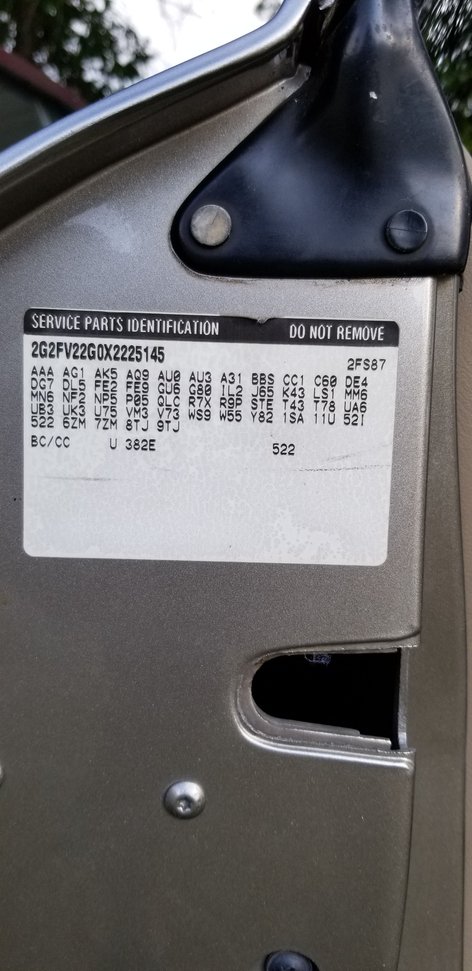 SERVICE PARTS IDENTIFICATION DO NOT REMOVE
2G2FV22G0X2225145 2FS87
AAA AG1 AK5 AQ9 AU0 AU3 A31 BBS CC1 C60 DE4
DG7 DL5 FE2 FE9 GU6 G80 IL2 J65 K43 LS1 MM6
MN6 NF2 NP5 P05 QLC R7X R9P STE T43 T78 UA6
UB3 UK3 U75 VM3 V73 WS9 W55 Y82 1SA 11U 52I
522 6ZM 7ZM 8TJ 9TJ
BC/CC U 382E 522